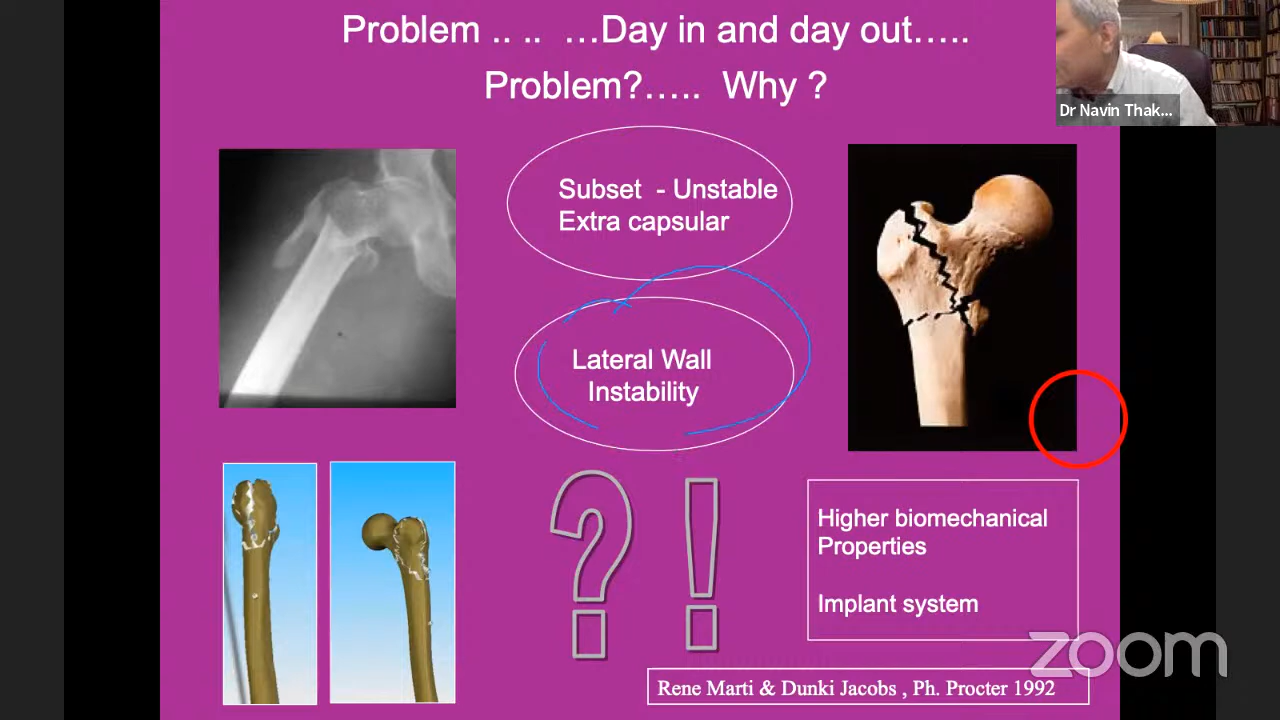 Problem .. .. …Day in and day out…..
Problem?….. Why ?
Dr Navin Thak...
Subset - Unstable
Extra capsular
Lateral Wall
Instability
? !
Higher biomechanical
Properties
Implant system
zoom
Rene Marti & Dunki Jacobs , Ph. Procter 1992